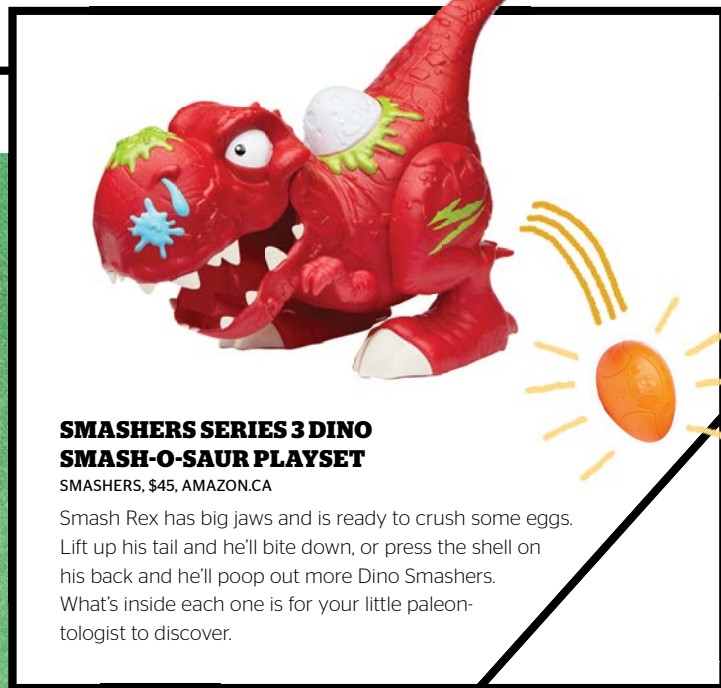 SMASHERS SERIES 3 DINO
SMASH-O-SAUR PLAYSET
SMASHERS, $45, AMAZON.CA
Smash Rex has big jaws and is ready to crush some eggs.
Lift up his tail and he'll bite down, or press the shell on
his back and he'll poop out more Dino Smashers.
What's inside each one is for your little paleon-
tologist to discover.